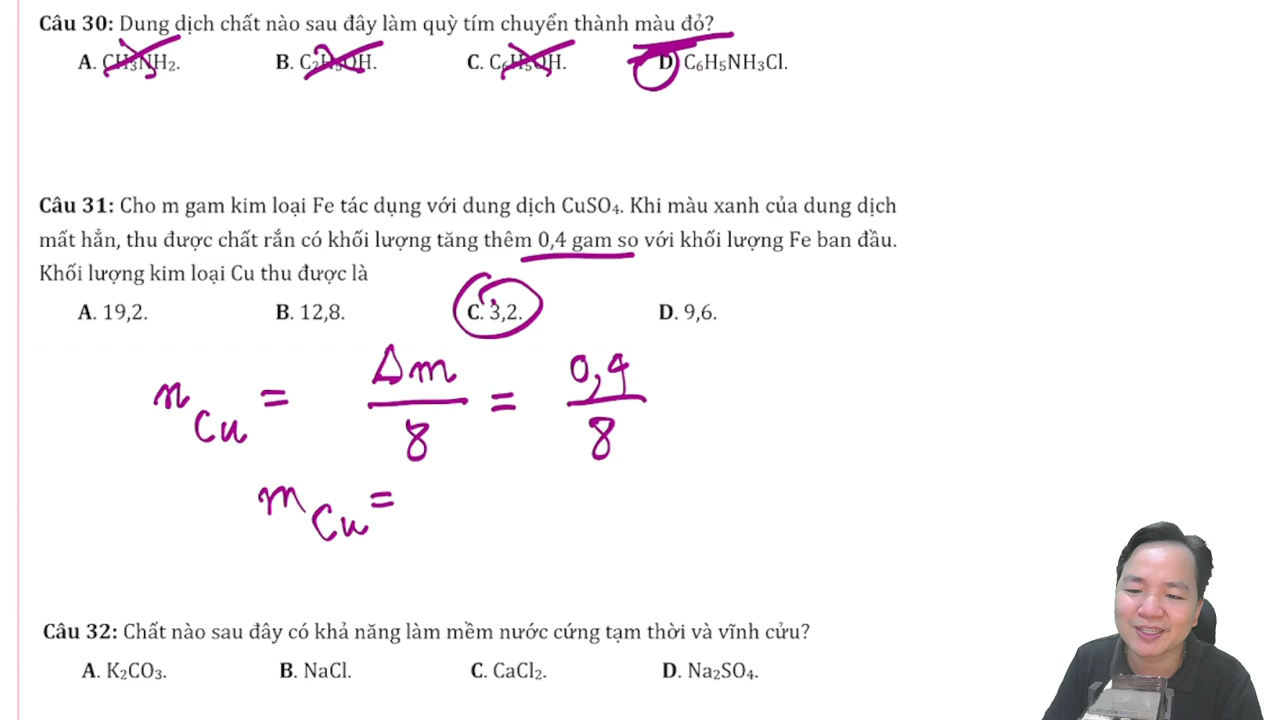 Câu 30: Dung dịch chất nào sau đây làm quỳ tím chuyển thành màu đỏ?
A. CH₃NH₂. B. C₂H₅OH. C. C₆H₅OH. D. C₆H₅NH₃Cl.
Câu 31: Cho m gam kim loại Fe tác dụng với dung dịch CuSO₄. Khi màu xanh của dung dịch
mất hẳn, thu được chất rắn có khối lượng tăng thêm 0,4 gam so với khối lượng Fe ban đầu.
Khối lượng kim loại Cu thu được là
A. 19,2. B. 12,8. C. 3,2. D. 9,6.
n_Cu = Δm/8 = 0,4/8
m_Cu =
Câu 32: Chất nào sau đây có khả năng làm mềm nước cứng tạm thời và vĩnh cửu?
A. K₂CO₃. B. NaCl. C. CaCl₂. D. Na₂SO₄.